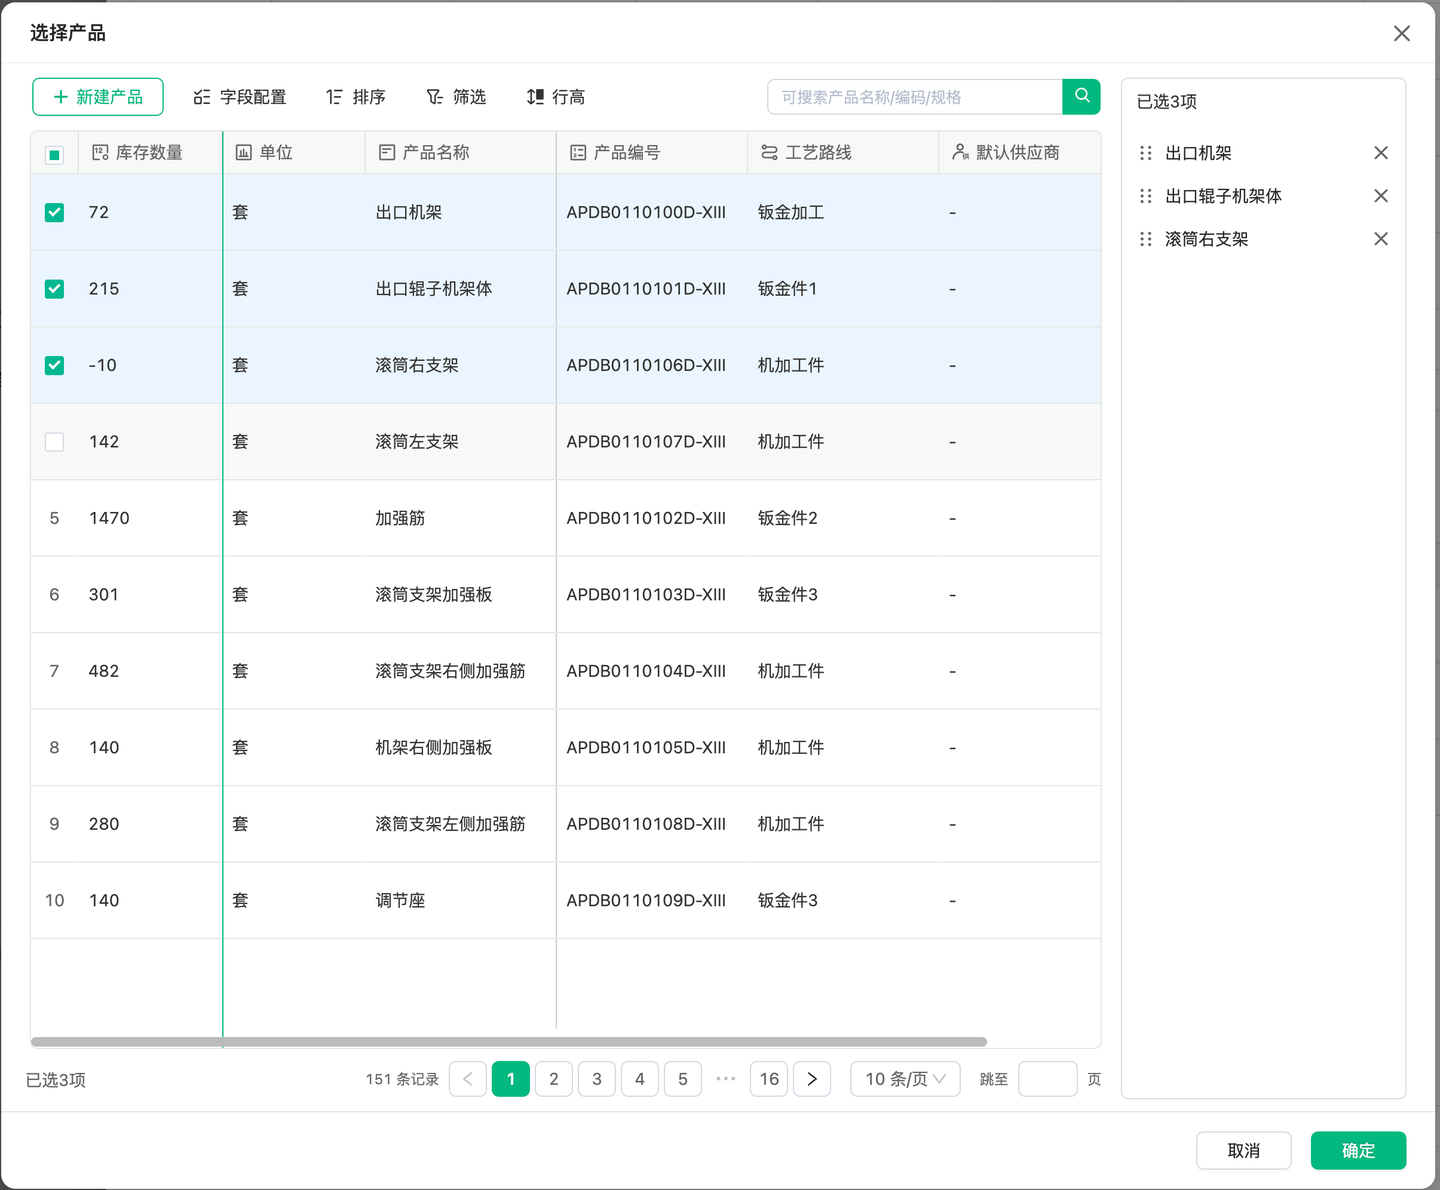 选择产品
新建产品 字段配置 排序 筛选 行高 可搜索产品名称/编码/规格
库存数量 单位 产品名称 产品编号 工艺路线 默认供应商
72 套 出口机架 APDB0110100D-XIII 钣金加工 -
215 套 出口辊子机架体 APDB0110101D-XIII 钣金件1 -
-10 套 滚筒右支架 APDB0110106D-XIII 机加工件 -
142 套 滚筒左支架 APDB0110107D-XIII 机加工件 -
5 1470 套 加强筋 APDB0110102D-XIII 钣金件2 -
6 301 套 滚筒支架加强板 APDB0110103D-XIII 钣金件3 -
7 482 套 滚筒支架右侧加强筋 APDB0110104D-XIII 机加工件 -
8 140 套 机架右侧加强板 APDB0110105D-XIII 机加工件 -
9 280 套 滚筒支架左侧加强筋 APDB0110108D-XIII 机加工件 -
10 140 套 调节座 APDB0110109D-XIII 钣金件3 -
已选3项 151 条记录 1 2 3 4 5 ••• 16 10 条/页 跳至 页
已选3项
出口机架
出口辊子机架体
滚筒右支架
取消 确定